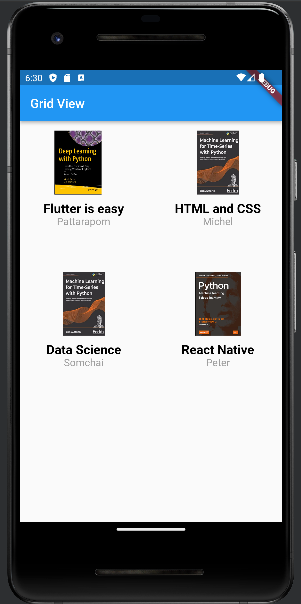 6:30
DEBUG
Grid View
Deep Learning
with Python
Machine Learning
for Time-Series
with Python
Flutter is easy
HTML and CSS
Pattaraporn
Michel
Machine Learning
for Time-Series
with Python
Python
Data Science
React Native
Somchai
Peter